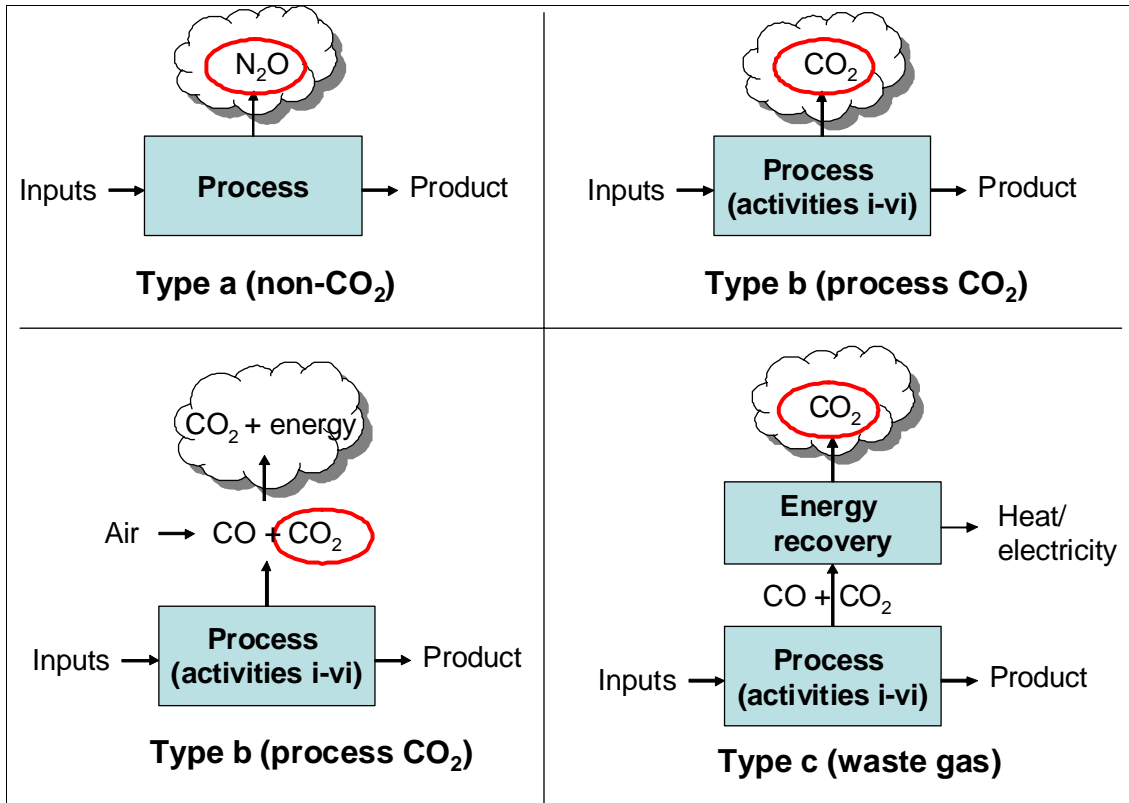 N₂O
Inputs
Process
Product
Type a (non-CO₂)
CO₂
Inputs
Process
(activities i-vi)
Product
Type b (process CO₂)
CO₂ + energy
Air
CO + CO₂
Inputs
Process
(activities i-vi)
Product
Type b (process CO₂)
CO₂
Energy
recovery
Heat/
electricity
CO + CO₂
Inputs
Process
(activities i-vi)
Product
Type c (waste gas)